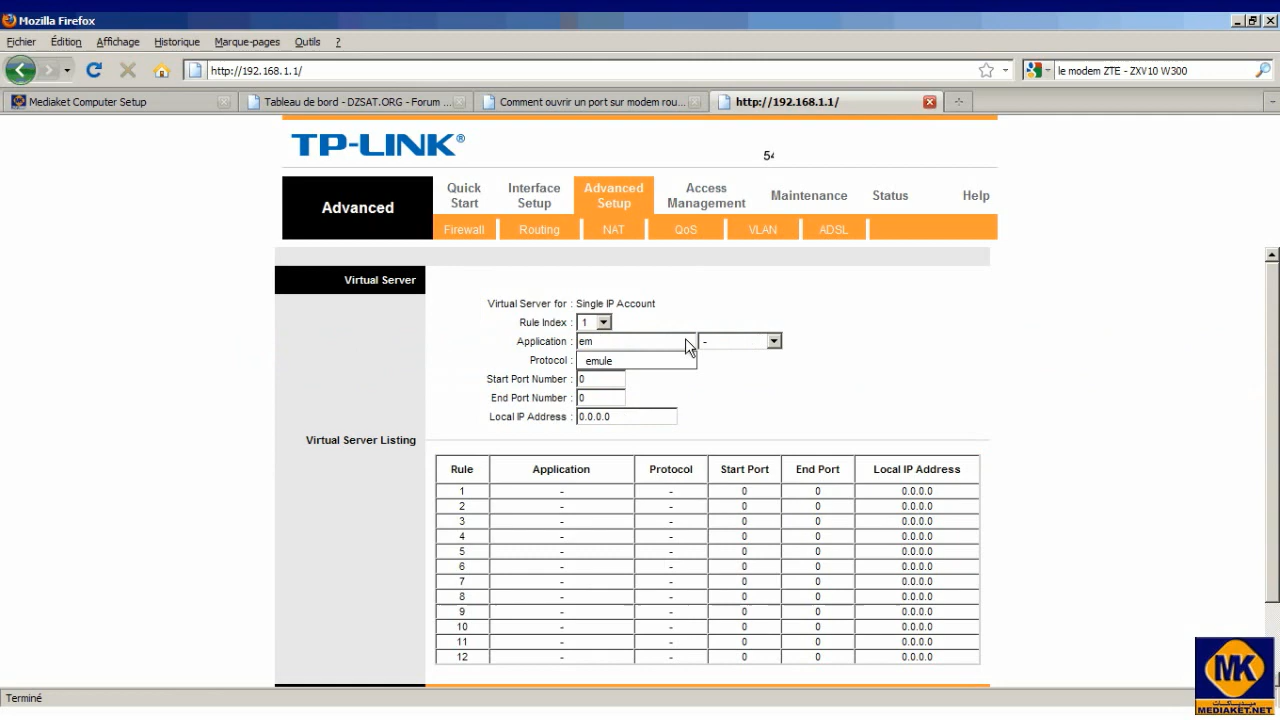 Mozilla Firefox
Fichier Édition Affichage Historique Marque-pages Outils ?
http://192.168.1.1/
le modem ZTE - ZXV10 W300
Mediaket Computer Setup
Tableau de bord - DZSAT.ORG - Forum ...
Comment ouvrir un port sur modem rou...
http://192.168.1.1/
TP-LINK®
54
Advanced
Quick Start
Interface Setup
Advanced Setup
Access Management
Maintenance
Status
Help
Firewall Routing NAT QoS VLAN ADSL
Virtual Server
Virtual Server for : Single IP Account
Rule Index : 1
Application : em -
Protocol emule
Start Port Number : 0
End Port Number : 0
Local IP Address : 0.0.0.0
Virtual Server Listing
Rule Application Protocol Start Port End Port Local IP Address
1 - - 0 0 0.0.0.0
2 - - 0 0 0.0.0.0
3 - - 0 0 0.0.0.0
4 - - 0 0 0.0.0.0
5 - - 0 0 0.0.0.0
6 - - 0 0 0.0.0.0
7 - - 0 0 0.0.0.0
8 - - 0 0 0.0.0.0
9 - - 0 0 0.0.0.0
10 - - 0 0 0.0.0.0
11 - - 0 0 0.0.0.0
12 - - 0 0 0.0.0.0
Terminé
MK
ميدياكات
MEDIAKET.NET